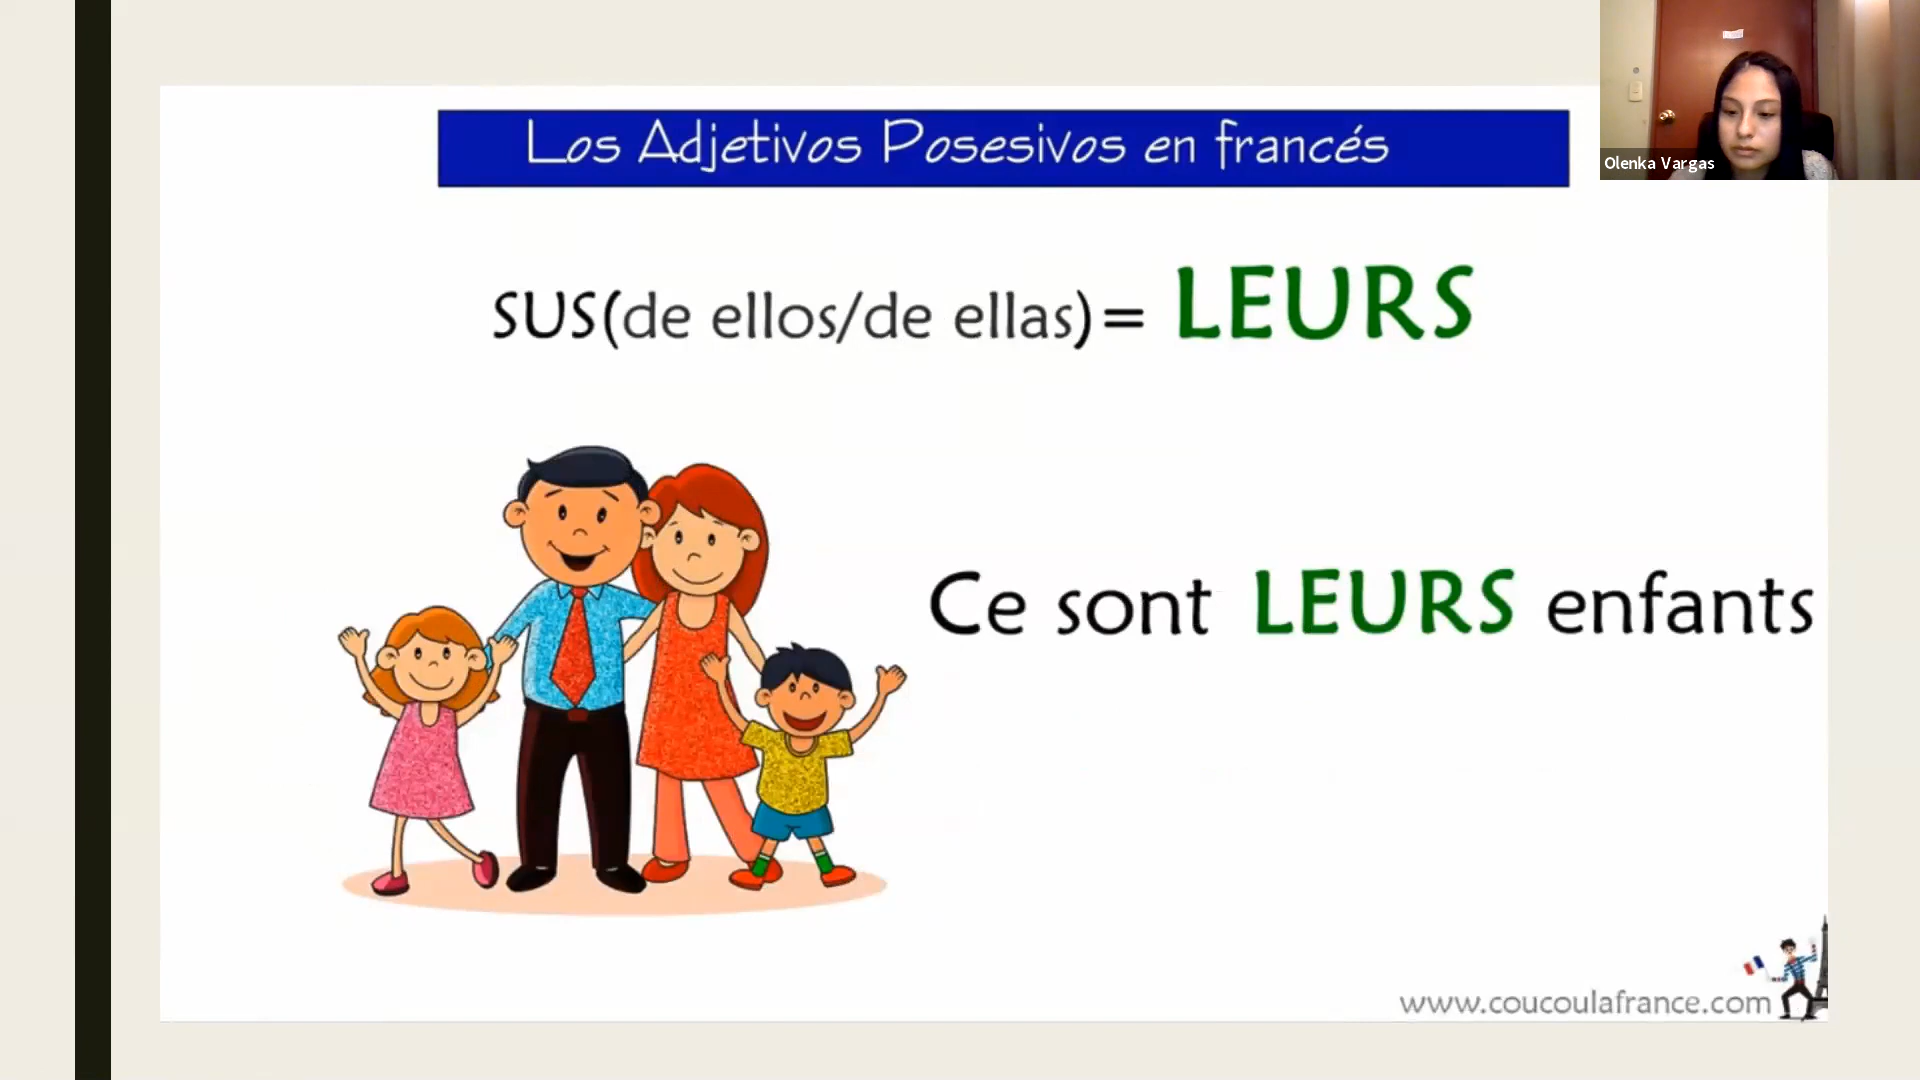 Los Adjetivos Posesivos en francés
Olenka Vargas
SUS(de ellos/de ellas)= LEURS
Ce sont LEURS enfants
www.coucoulafrance.com